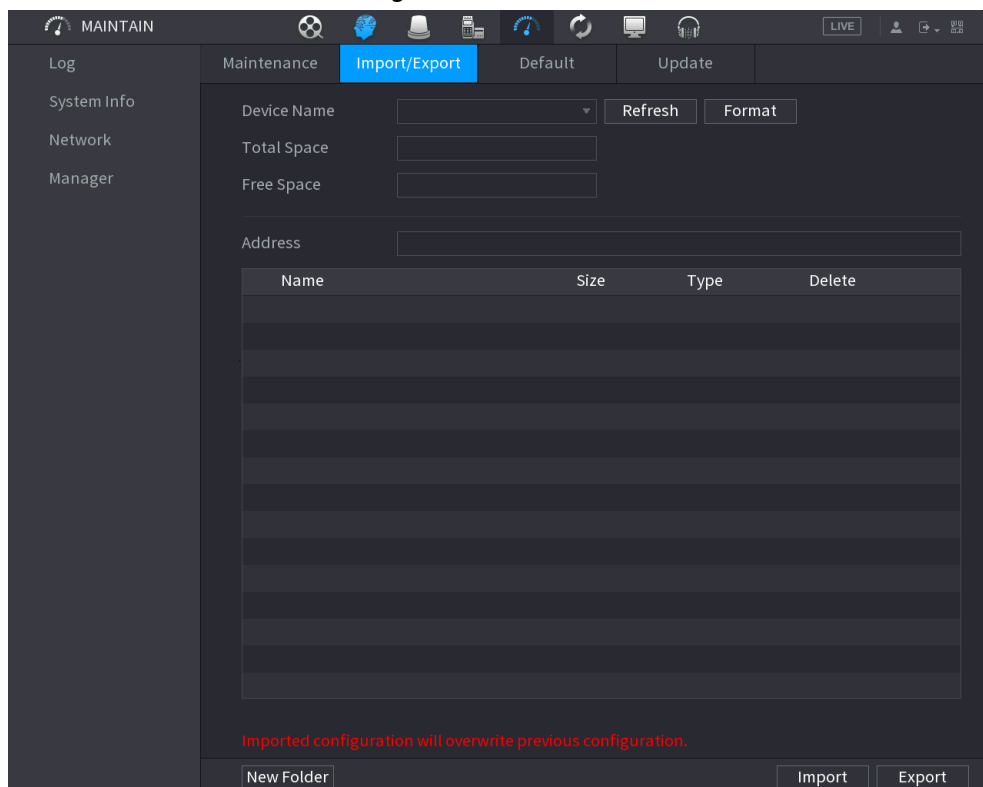 MAINTAIN LIVE
Log Maintenance Import/Export Default Update
System Info Device Name Refresh Format
Network Total Space
Manager Free Space
Address
Name Size Type Delete
Imported configuration will overwrite previous configuration.
New Folder Import Export